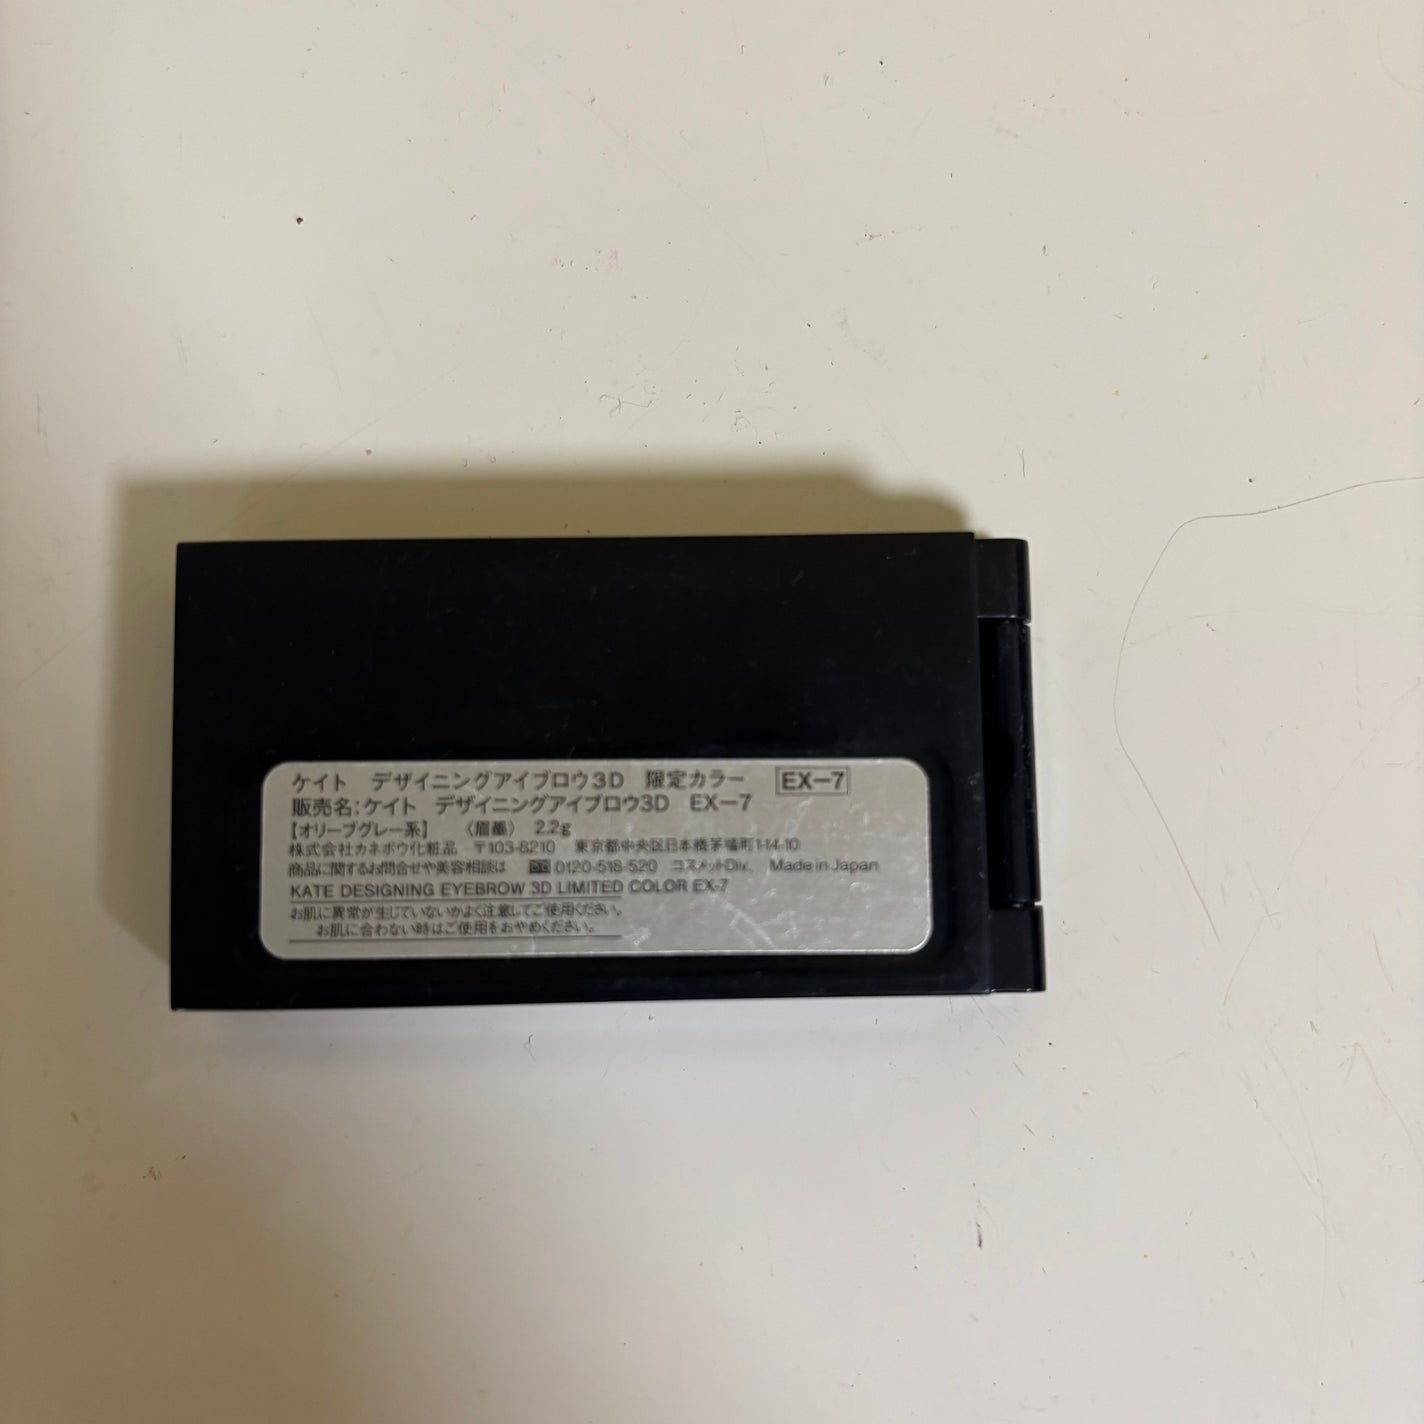 ケイト デザイニングアイブロウ3D 限定カラー EX-7
販売名:ケイト デザイニングアイブロウ3D EX-7
【オリーブグレー系】 〈眉墨〉 2.2g
株式会社カネボウ化粧品 〒103-8210 東京都中央区日本橋茅場町1-14-10
商品に関するお問合せや美容相談は 0120-518-520 コスメットDiv. Made in Japan
KATE DESIGNING EYEBROW 3D LIMITED COLOR EX-7
お肌に異常が生じていないかよく注意してご使用ください。
お肌に合わない時はご使用をおやめください。